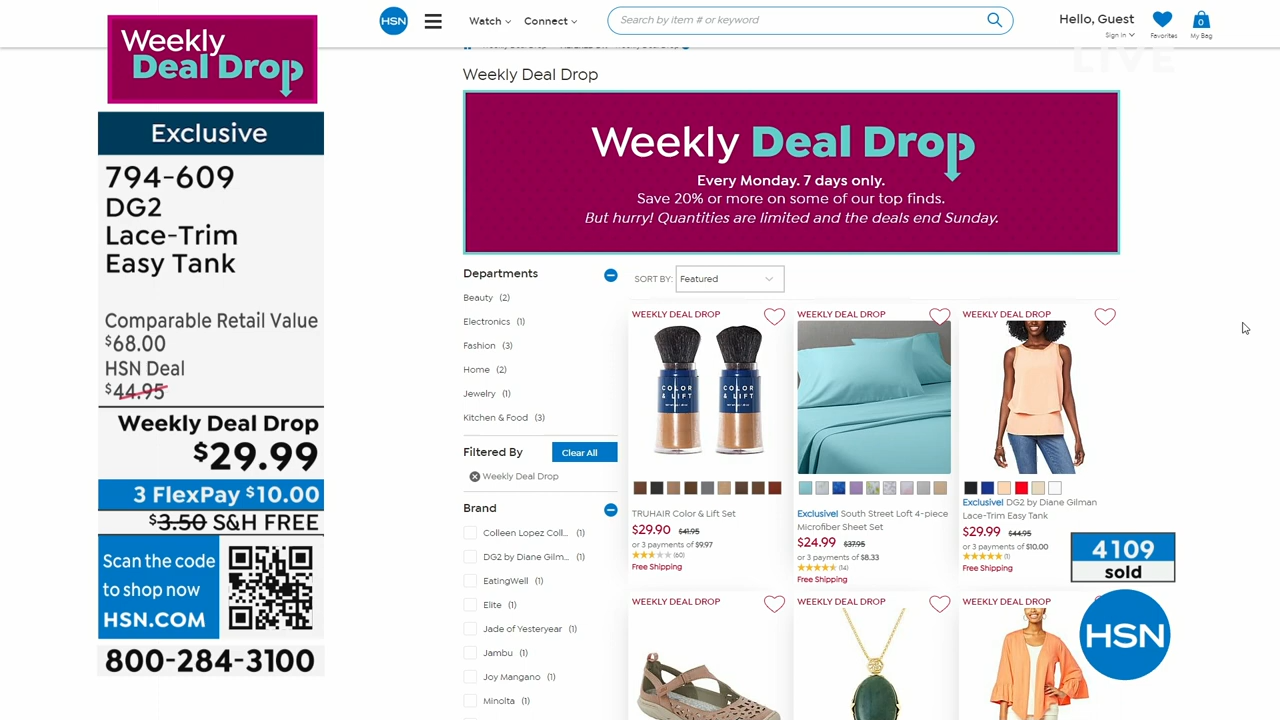 Weekly
Deal Drop
Exclusive
794-609
DG2
Lace-Trim
Easy Tank
Comparable Retail Value
$68.00
HSN Deal
$44.95
Weekly Deal Drop
$29.99
3 FlexPay $10.00
$3.50 S&H FREE
Scan the code
to shop now
HSN.COM
800-284-3100
HSN
Watch
Connect
Search by item # or keyword
Hello, Guest
Sign in
Favorites
0
My Bag
LIVE
Weekly Deal Drop
Weekly Deal Drop
Every Monday. 7 days only.
Save 20% or more on some of our top finds.
But hurry! Quantities are limited and the deals end Sunday.
Departments
Beauty (2)
Electronics (1)
Fashion (3)
Home (2)
Jewelry (1)
Kitchen & Food (3)
Filtered By
Clear All
Weekly Deal Drop
Brand
Colleen Lopez Coll... (1)
DG2 by Diane Gilm... (1)
EatingWell (1)
Elite (1)
Jade of Yesteryear (1)
Jambu (1)
Joy Mangano (1)
Minolta (1)
SORT BY: Featured
WEEKLY DEAL DROP
COLOR
& LIFT
COLOR
& LIFT
TRUHAIR Color & Lift Set
$29.90 $41.95
or 3 payments of $9.97
(60)
Free Shipping
WEEKLY DEAL DROP
Exclusive! South Street Loft 4-piece
Microfiber Sheet Set
$24.99 $37.95
or 3 payments of $8.33
(14)
Free Shipping
WEEKLY DEAL DROP
Exclusive! DG2 by Diane Gilman
Lace-Trim Easy Tank
$29.99 $44.95
or 3 payments of $10.00
(1)
Free Shipping
WEEKLY DEAL DROP
WEEKLY DEAL DROP
WEEKLY DEAL DROP
4109
sold
HSN